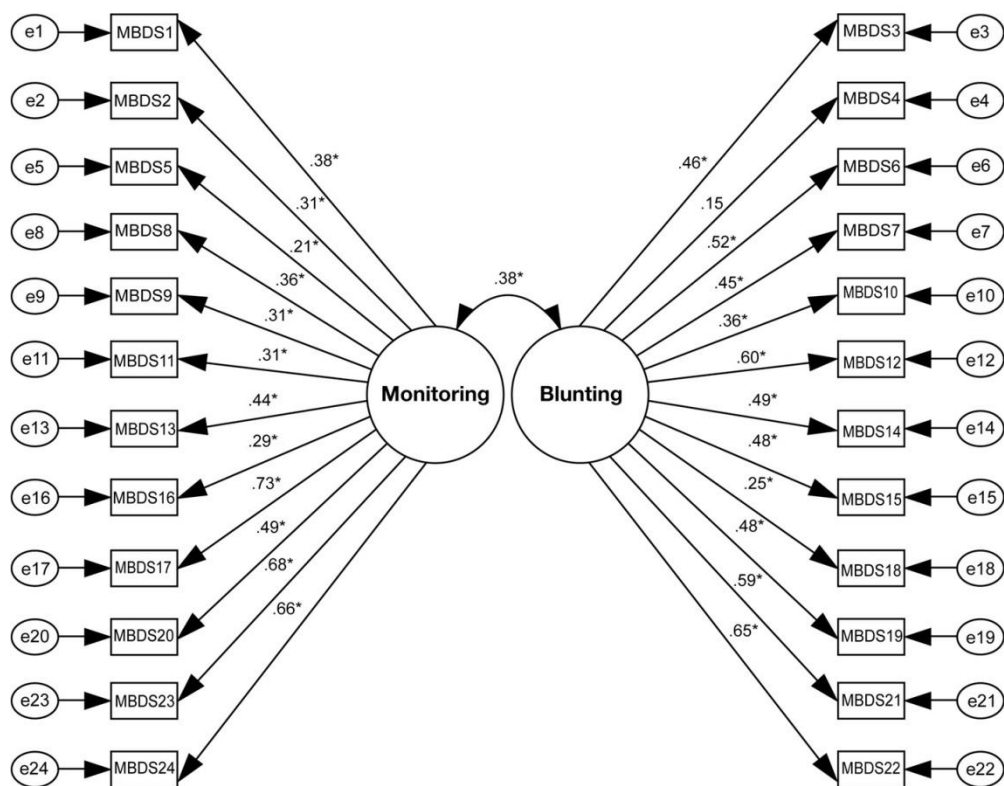 e1 MBDS1 MBDS3 e3
e2 MBDS2 MBDS4 e4
e5 MBDS5 MBDS6 e6
e8 MBDS8 MBDS7 e7
e9 MBDS9 MBDS10 e10
e11 MBDS11 MBDS12 e12
e13 MBDS13 MBDS14 e14
e16 MBDS16 MBDS15 e15
e17 MBDS17 MBDS18 e18
e20 MBDS20 MBDS19 e19
e23 MBDS23 MBDS21 e21
e24 MBDS24 MBDS22 e22
.38*
.31*
.21*
.36*
.31*
.31*
.44*
.29*
.73*
.49*
.68*
.66*
.38*
Monitoring Blunting
.46*
.15
.52*
.45*
.36*
.60*
.49*
.48*
.25*
.48*
.59*
.65*